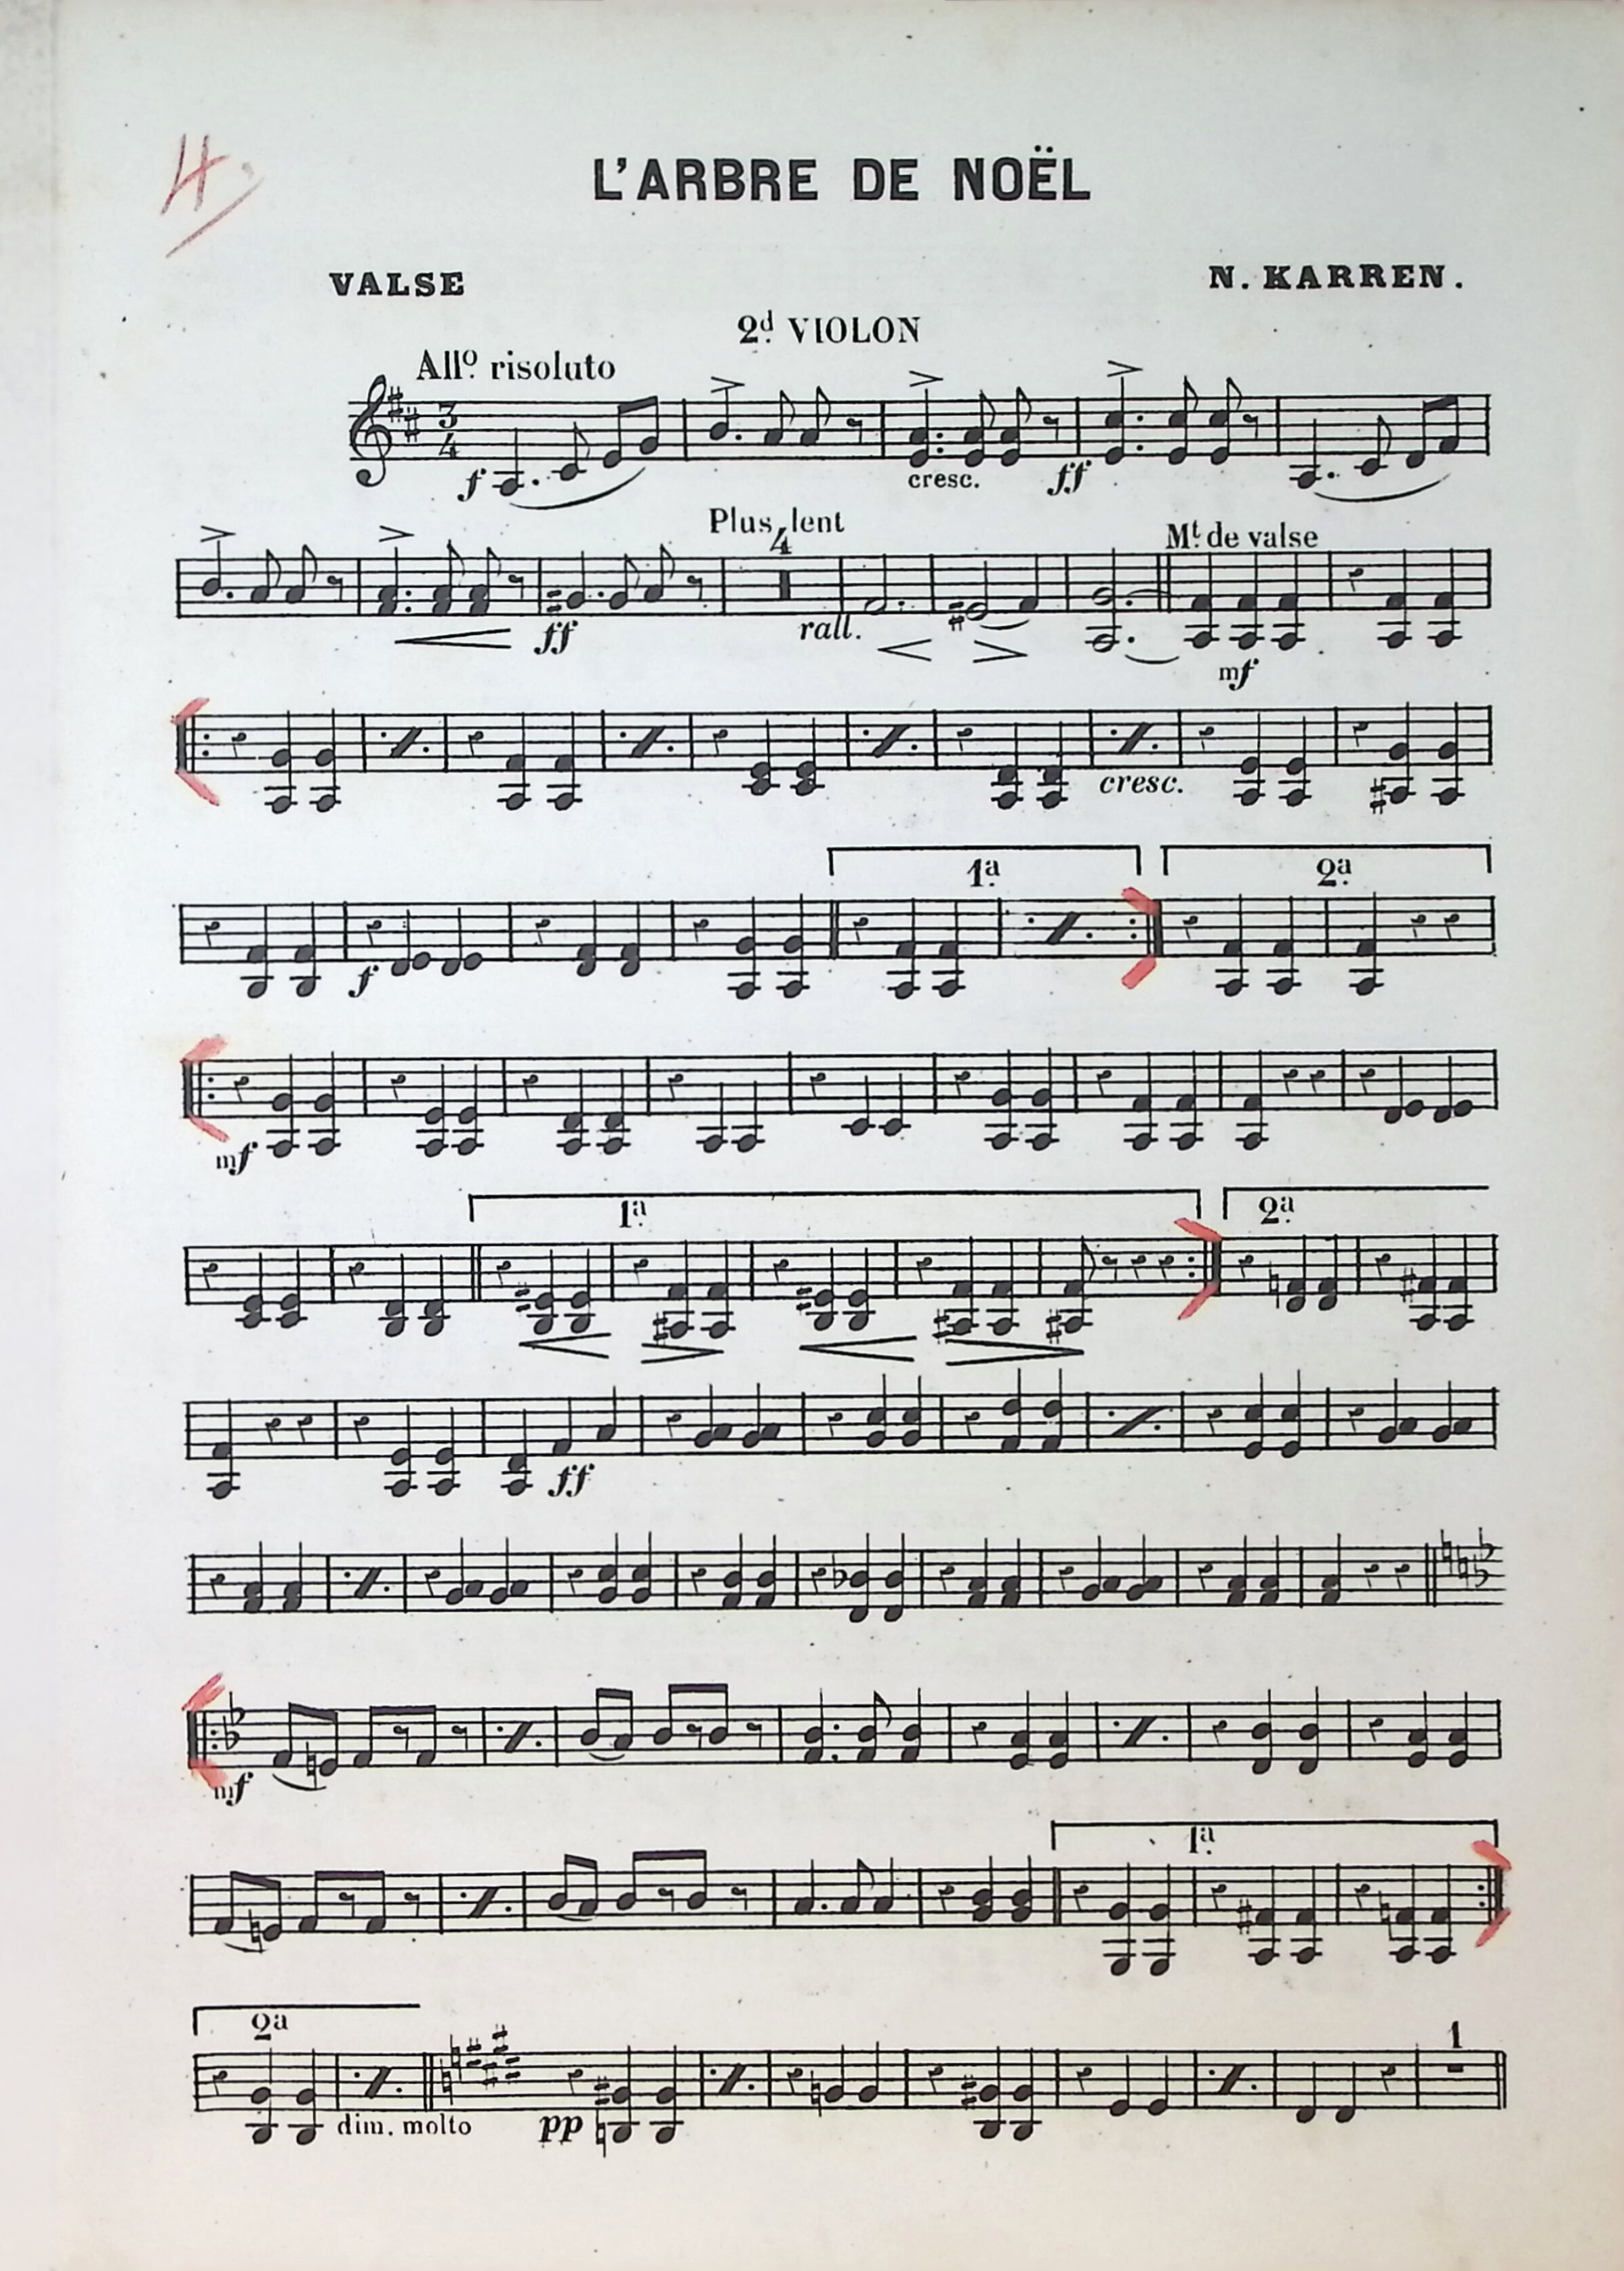 4.
L'ARBRE DE NOËL
VALSE
N. KARREN.
2d. VIOLON
Allo. risoluto
3
4
f
cresc.
ff
Plus lent
4
Mt. de valse
ff
rall.
mf
cresc.
1a.
2a.
f
mf
1a.
2a.
ff
mf
1a.
2a
1
dim. molto
pp